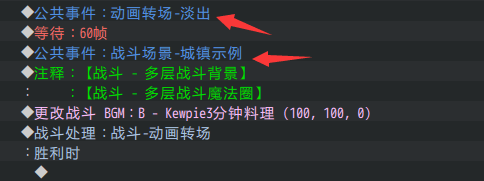 ◆公共事件：动画转场-淡出
◆等待：60帧
◆公共事件：战斗场景-城镇示例
◆注释：【战斗 - 多层战斗背景】
：　　：【战斗 - 多层战斗魔法圈】
◆更改战斗 BGM：B - Kewpie3分钟料理 (100, 100, 0)
◆战斗处理：战斗-动画转场
：胜利时
◆